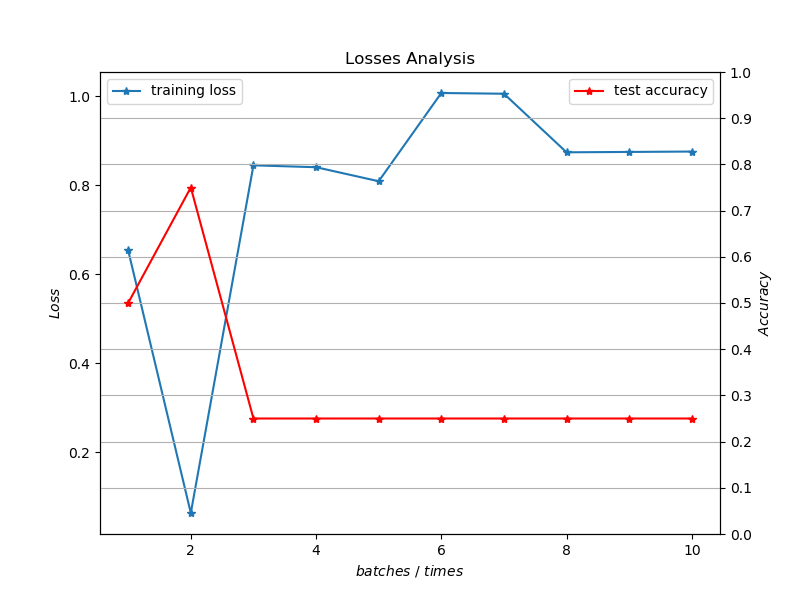 Losses Analysis
training loss
test accuracy
1.0
0.8
0.6
0.4
0.2
Loss
1.0
0.9
0.8
0.7
0.6
0.5
0.4
0.3
0.2
0.1
0.0
Accuracy
2 4 6 8 10
batches / times